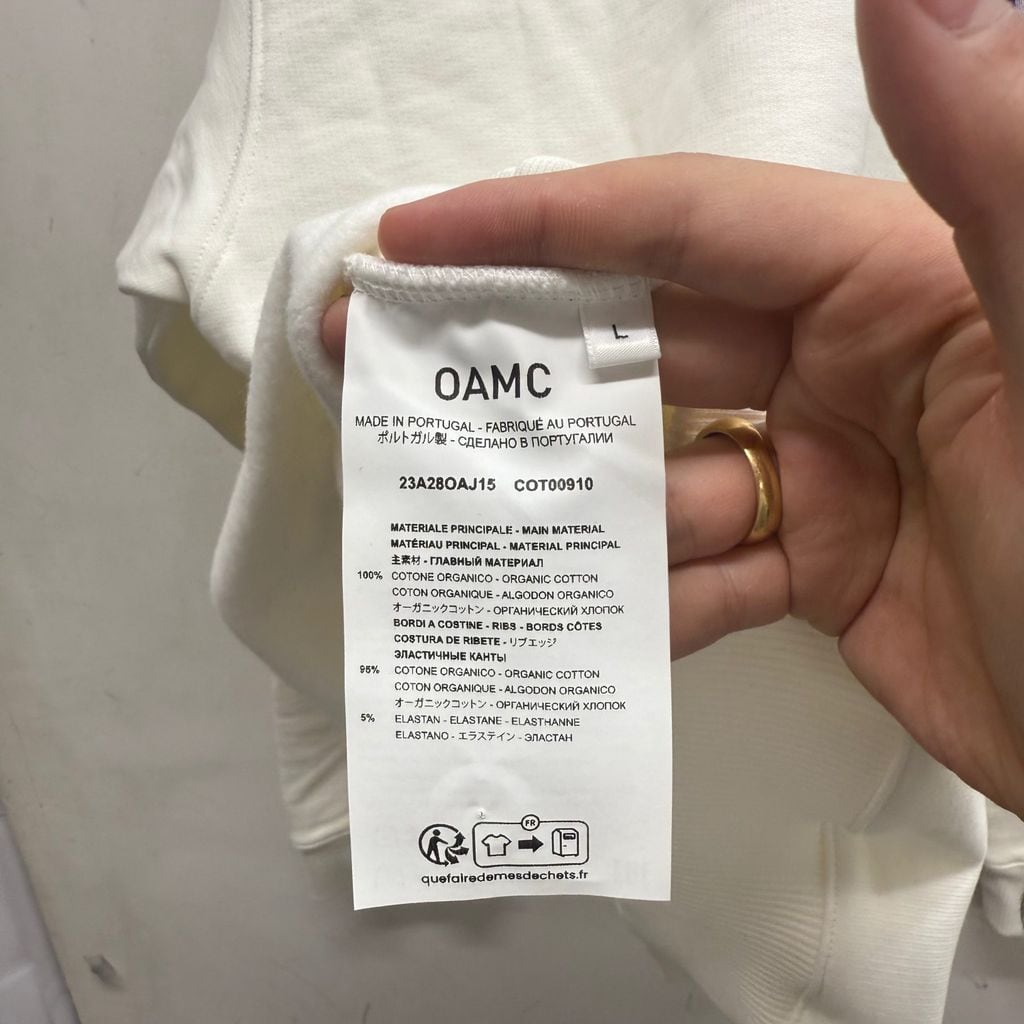 L
OAMC
MADE IN PORTUGAL - FABRIQUÉ AU PORTUGAL
ポルトガル製 - СДЕЛАНО В ПОРТУГАЛИИ
23A28OAJ15 COT00910
MATERIALE PRINCIPALE - MAIN MATERIAL
MATÉRIAU PRINCIPAL - MATERIAL PRINCIPAL
主素材 - ГЛАВНЫЙ МАТЕРИАЛ
100% COTONE ORGANICO - ORGANIC COTTON
COTON ORGANIQUE - ALGODON ORGANICO
オーガニックコットン - ОРГАНИЧЕСКИЙ ХЛОПОК
BORDI A COSTINE - RIBS - BORDS CÔTES
COSTURA DE RIBETE - リブエッジ
ЭЛАСТИЧНЫЕ КАНТЫ
95% COTONE ORGANICO - ORGANIC COTTON
COTON ORGANIQUE - ALGODON ORGANICO
オーガニックコットン - ОРГАНИЧЕСКИЙ ХЛОПОК
5% ELASTAN - ELASTANE - ELASTHANNE
ELASTANO - エラステイン - ЭЛАСТАН
FR
quefairedemesdechets.fr